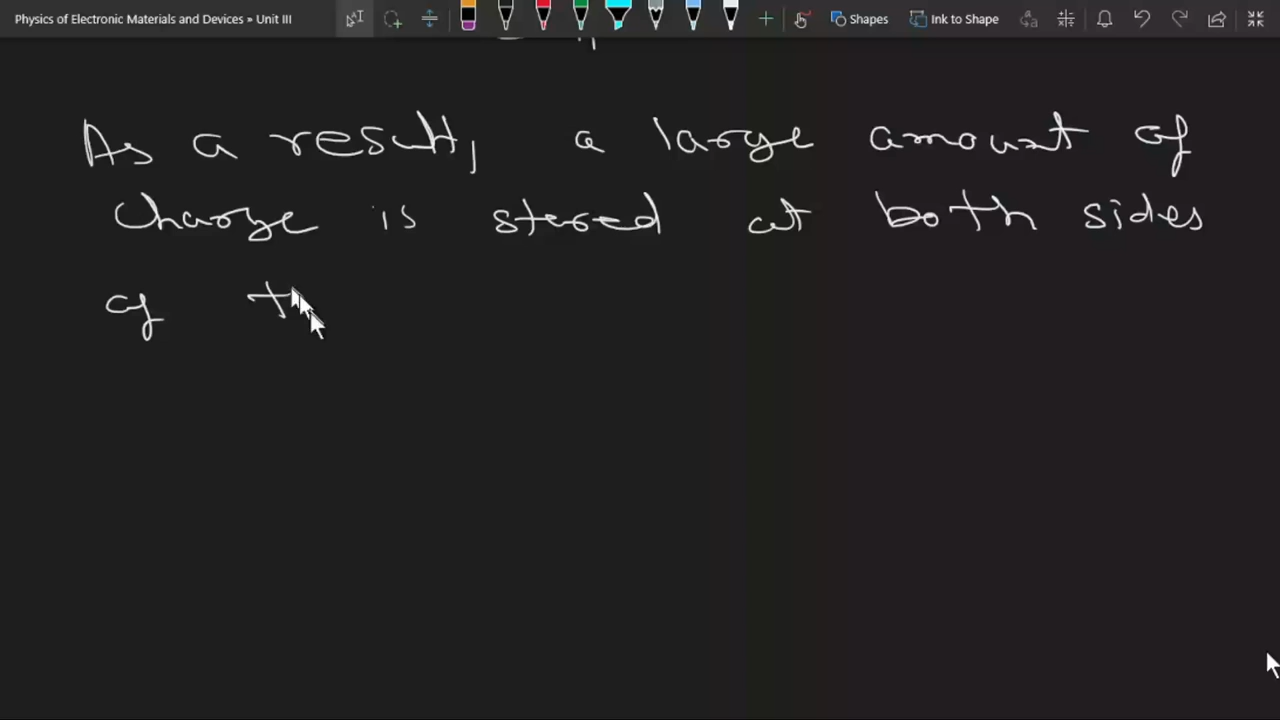 Physics of Electronic Materials and Devices » Unit III
Shapes
Ink to Shape
As a result, a large amount of
charge is stored at both sides
of